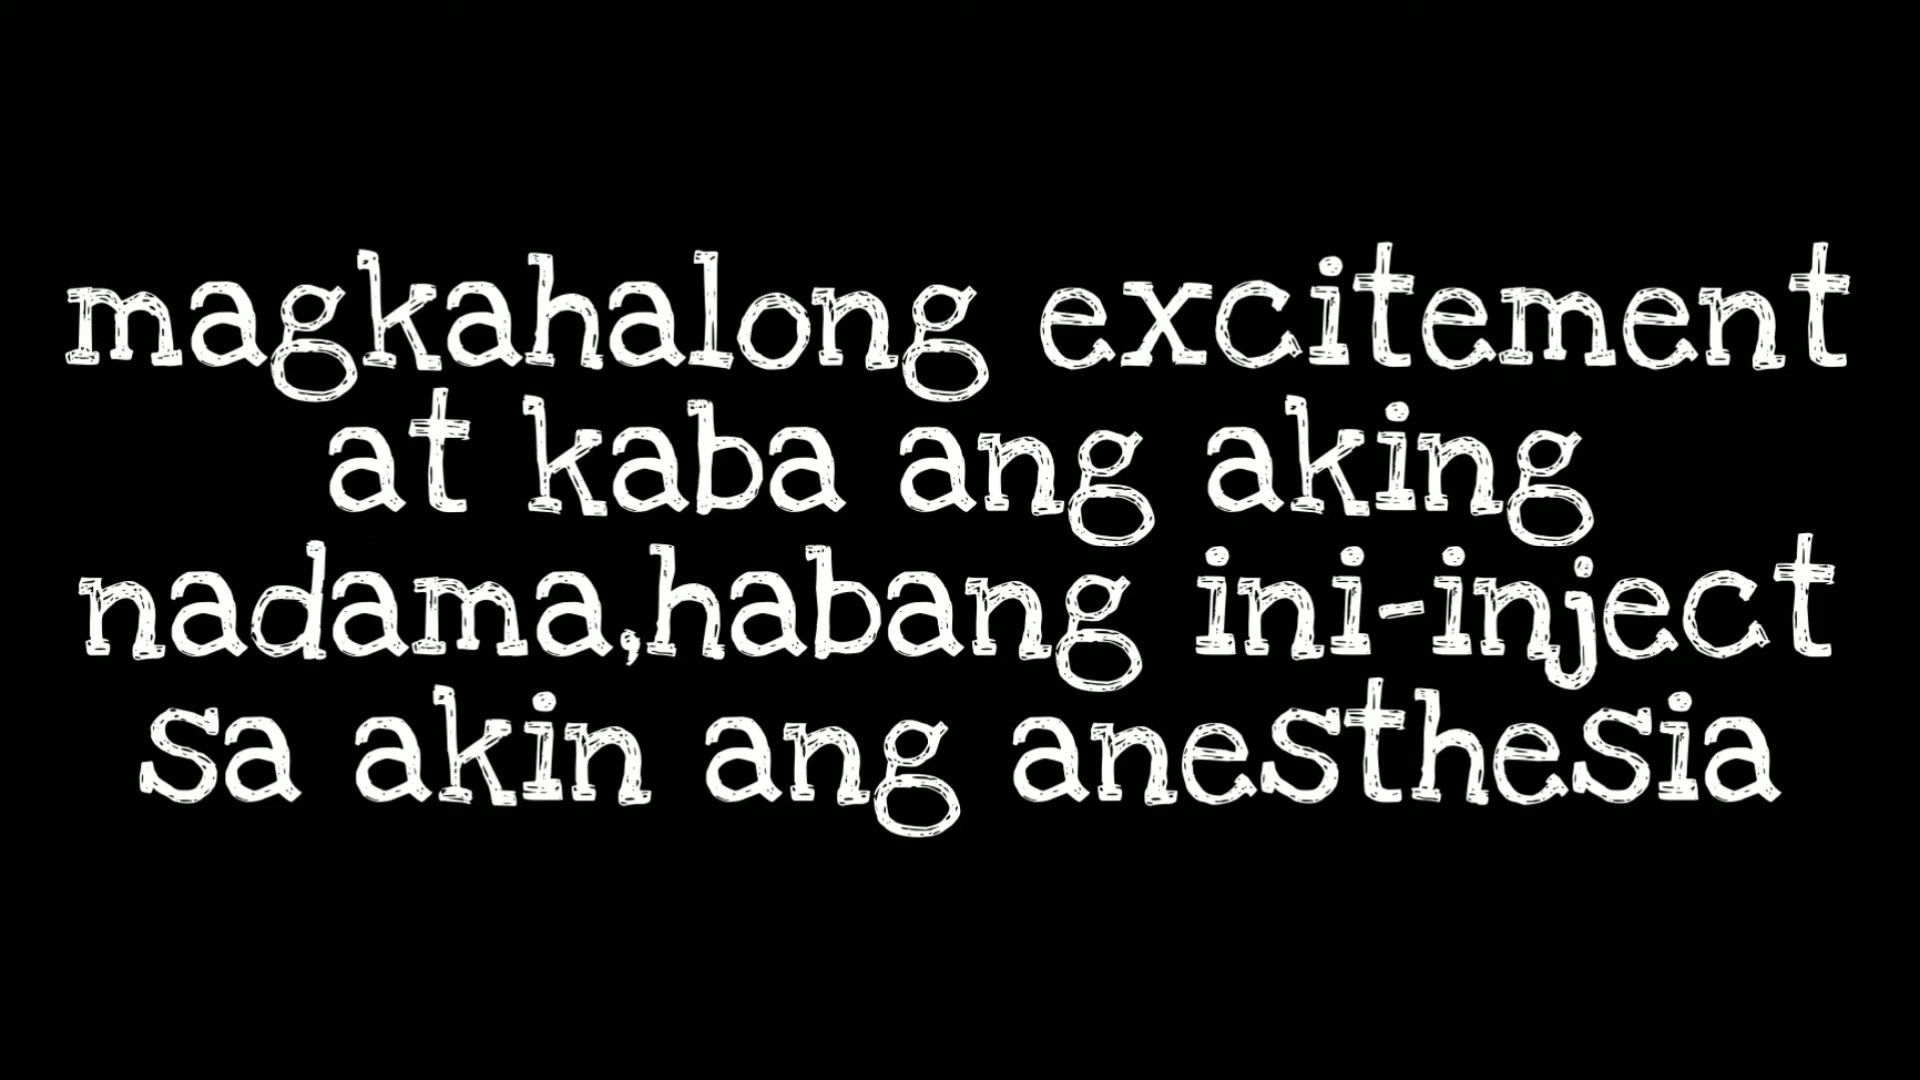 magkahalong excitement
at kaba ang aking
nadama,habang ini-inject
sa akin ang anesthesia